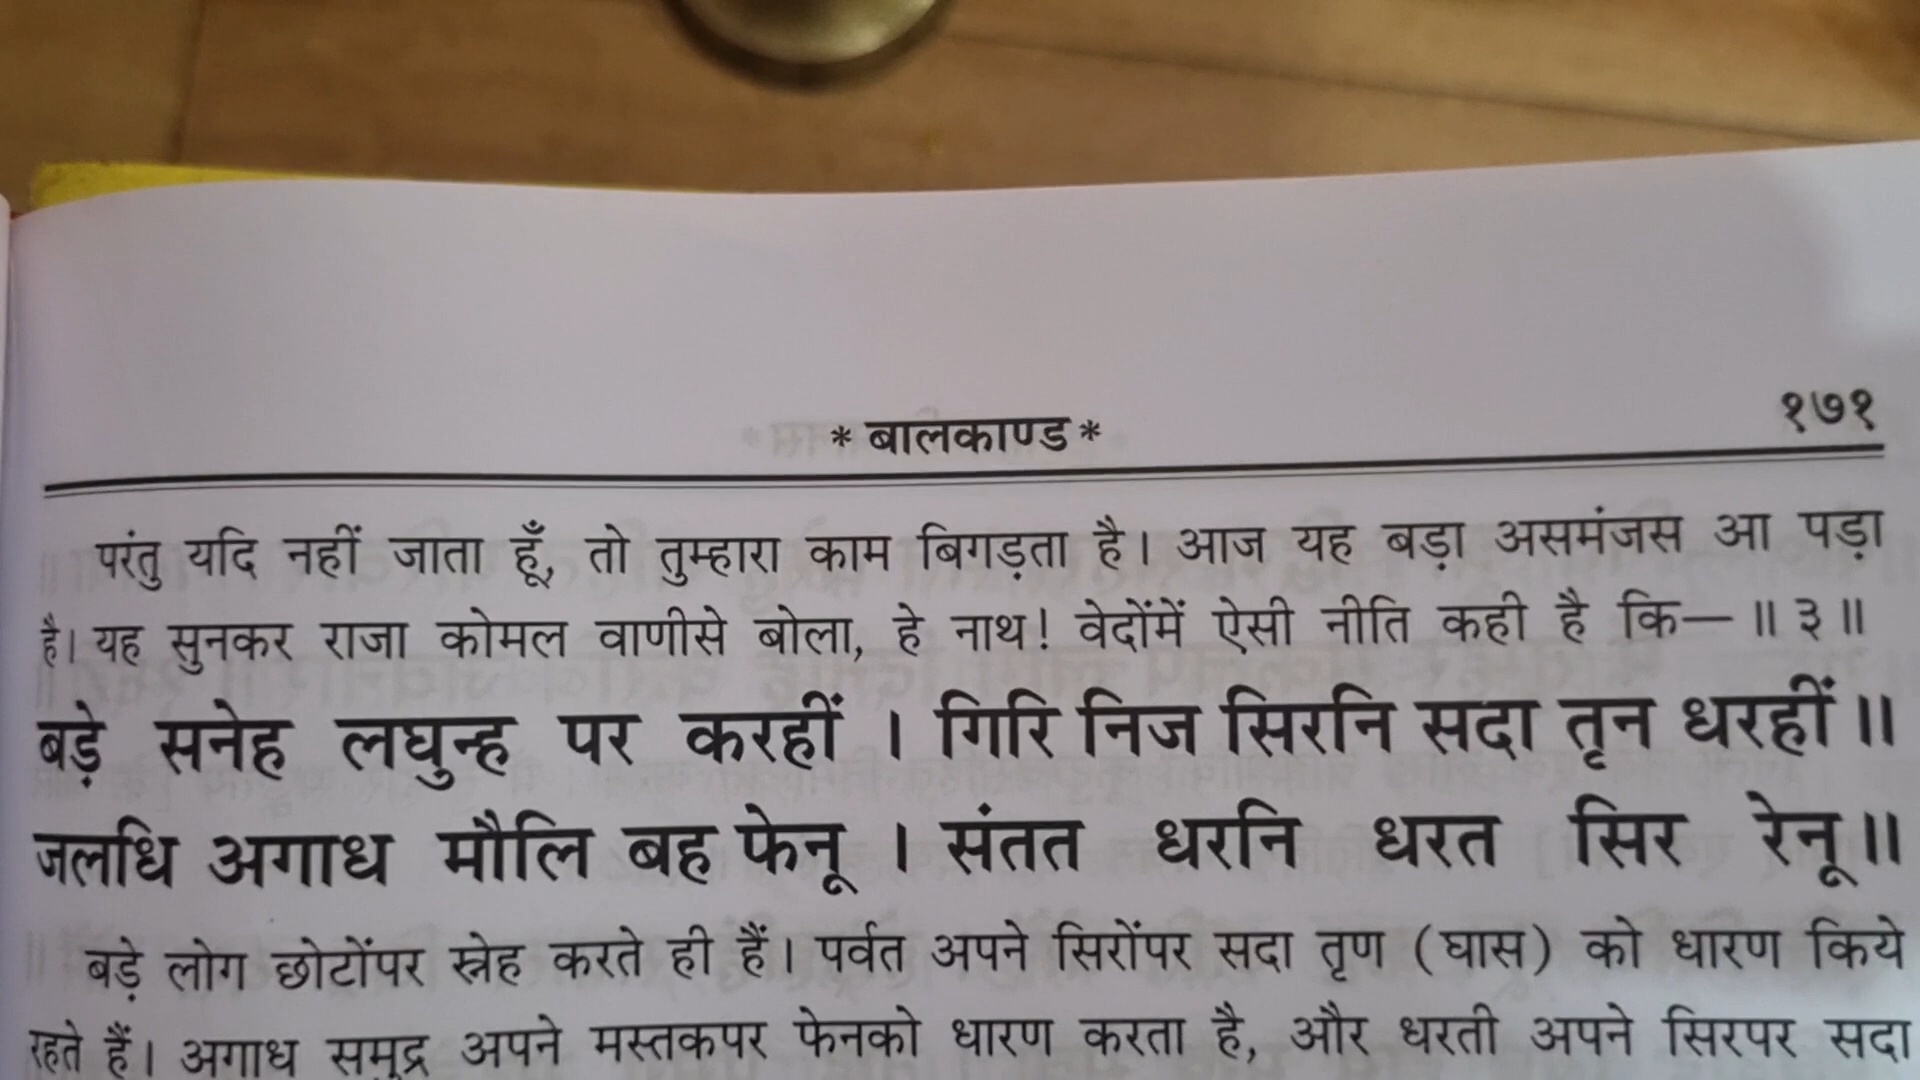 * बालकाण्ड *
१७१
परंतु यदि नहीं जाता हूँ, तो तुम्हारा काम बिगड़ता है। आज यह बड़ा असमंजस आ पड़ा
है। यह सुनकर राजा कोमल वाणीसे बोला, हे नाथ! वेदोंमें ऐसी नीति कही है कि—॥ ३ ॥
बड़े सनेह लघुन्ह पर करहीं । गिरि निज सिरनि सदा तृन धरहीं ॥
जलधि अगाध मौलि बह फेनू । संतत धरनि धरत सिर रेनू ॥
बड़े लोग छोटोंपर स्नेह करते ही हैं। पर्वत अपने सिरोंपर सदा तृण (घास) को धारण किये
रहते हैं। अगाध समुद्र अपने मस्तकपर फेनको धारण करता है, और धरती अपने सिरपर सदा